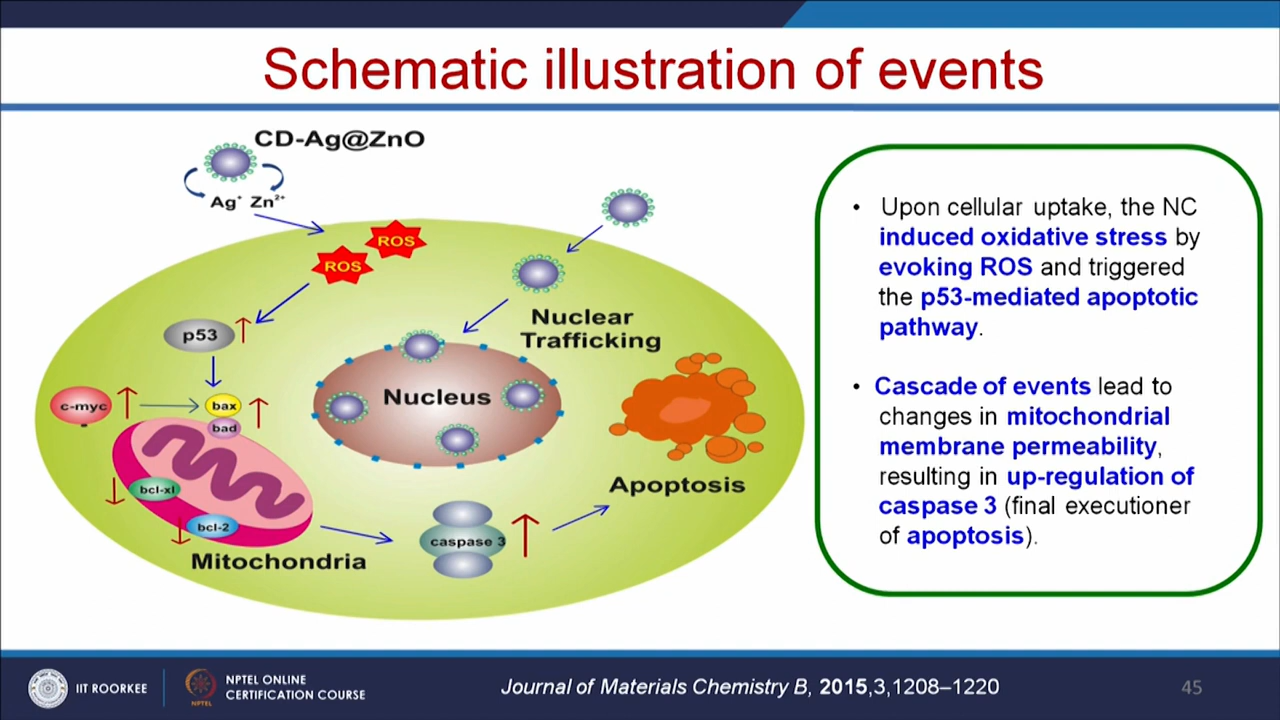 Schematic illustration of events
CD-Ag@ZnO
Ag⁺ Zn²⁺
ROS
ROS
p53
c-myc
bax
bad
bcl-xl
bcl-2
Mitochondria
Nuclear
Trafficking
Nucleus
caspase 3
Apoptosis
• Upon cellular uptake, the NC
induced oxidative stress by
evoking ROS and triggered
the p53-mediated apoptotic
pathway.
• Cascade of events lead to
changes in mitochondrial
membrane permeability,
resulting in up-regulation of
caspase 3 (final executioner
of apoptosis).
IIT ROORKEE
NPTEL
NPTEL ONLINE
CERTIFICATION COURSE
Journal of Materials Chemistry B, 2015,3,1208–1220
45